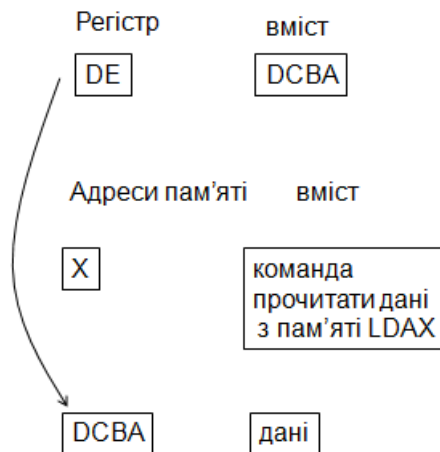 Регістр вміст
DE DCBA
Адреси пам’яті вміст
X команда
прочитати дані
з пам’яті LDAX
DCBA дані